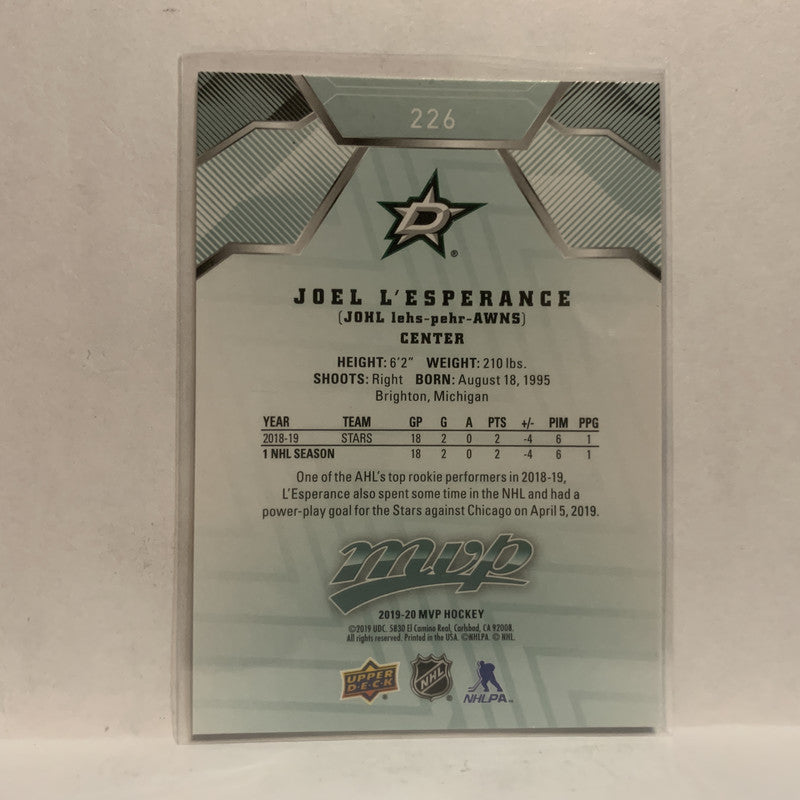 226
D
®
JOEL L'ESPERANCE
(JOHL lehs-pehr-AWNS)
CENTER
HEIGHT: 6'2" WEIGHT: 210 lbs.
SHOOTS: Right BORN: August 18, 1995
Brighton, Michigan
YEAR TEAM GP G A PTS +/- PIM PPG
2018-19 STARS 18 2 0 2 -4 6 1
1 NHL SEASON 18 2 0 2 -4 6 1
One of the AHL's top rookie performers in 2018-19,
L'Esperance also spent some time in the NHL and had a
power-play goal for the Stars against Chicago on April 5, 2019.
mvp
2019-20 MVP HOCKEY
©2019 UDC. 5830 El Camino Real, Carlsbad, CA 92008.
All rights reserved. Printed in the USA. ©NHLPA. © NHL.
UPPER DECK ® NHL ® NHLPA™